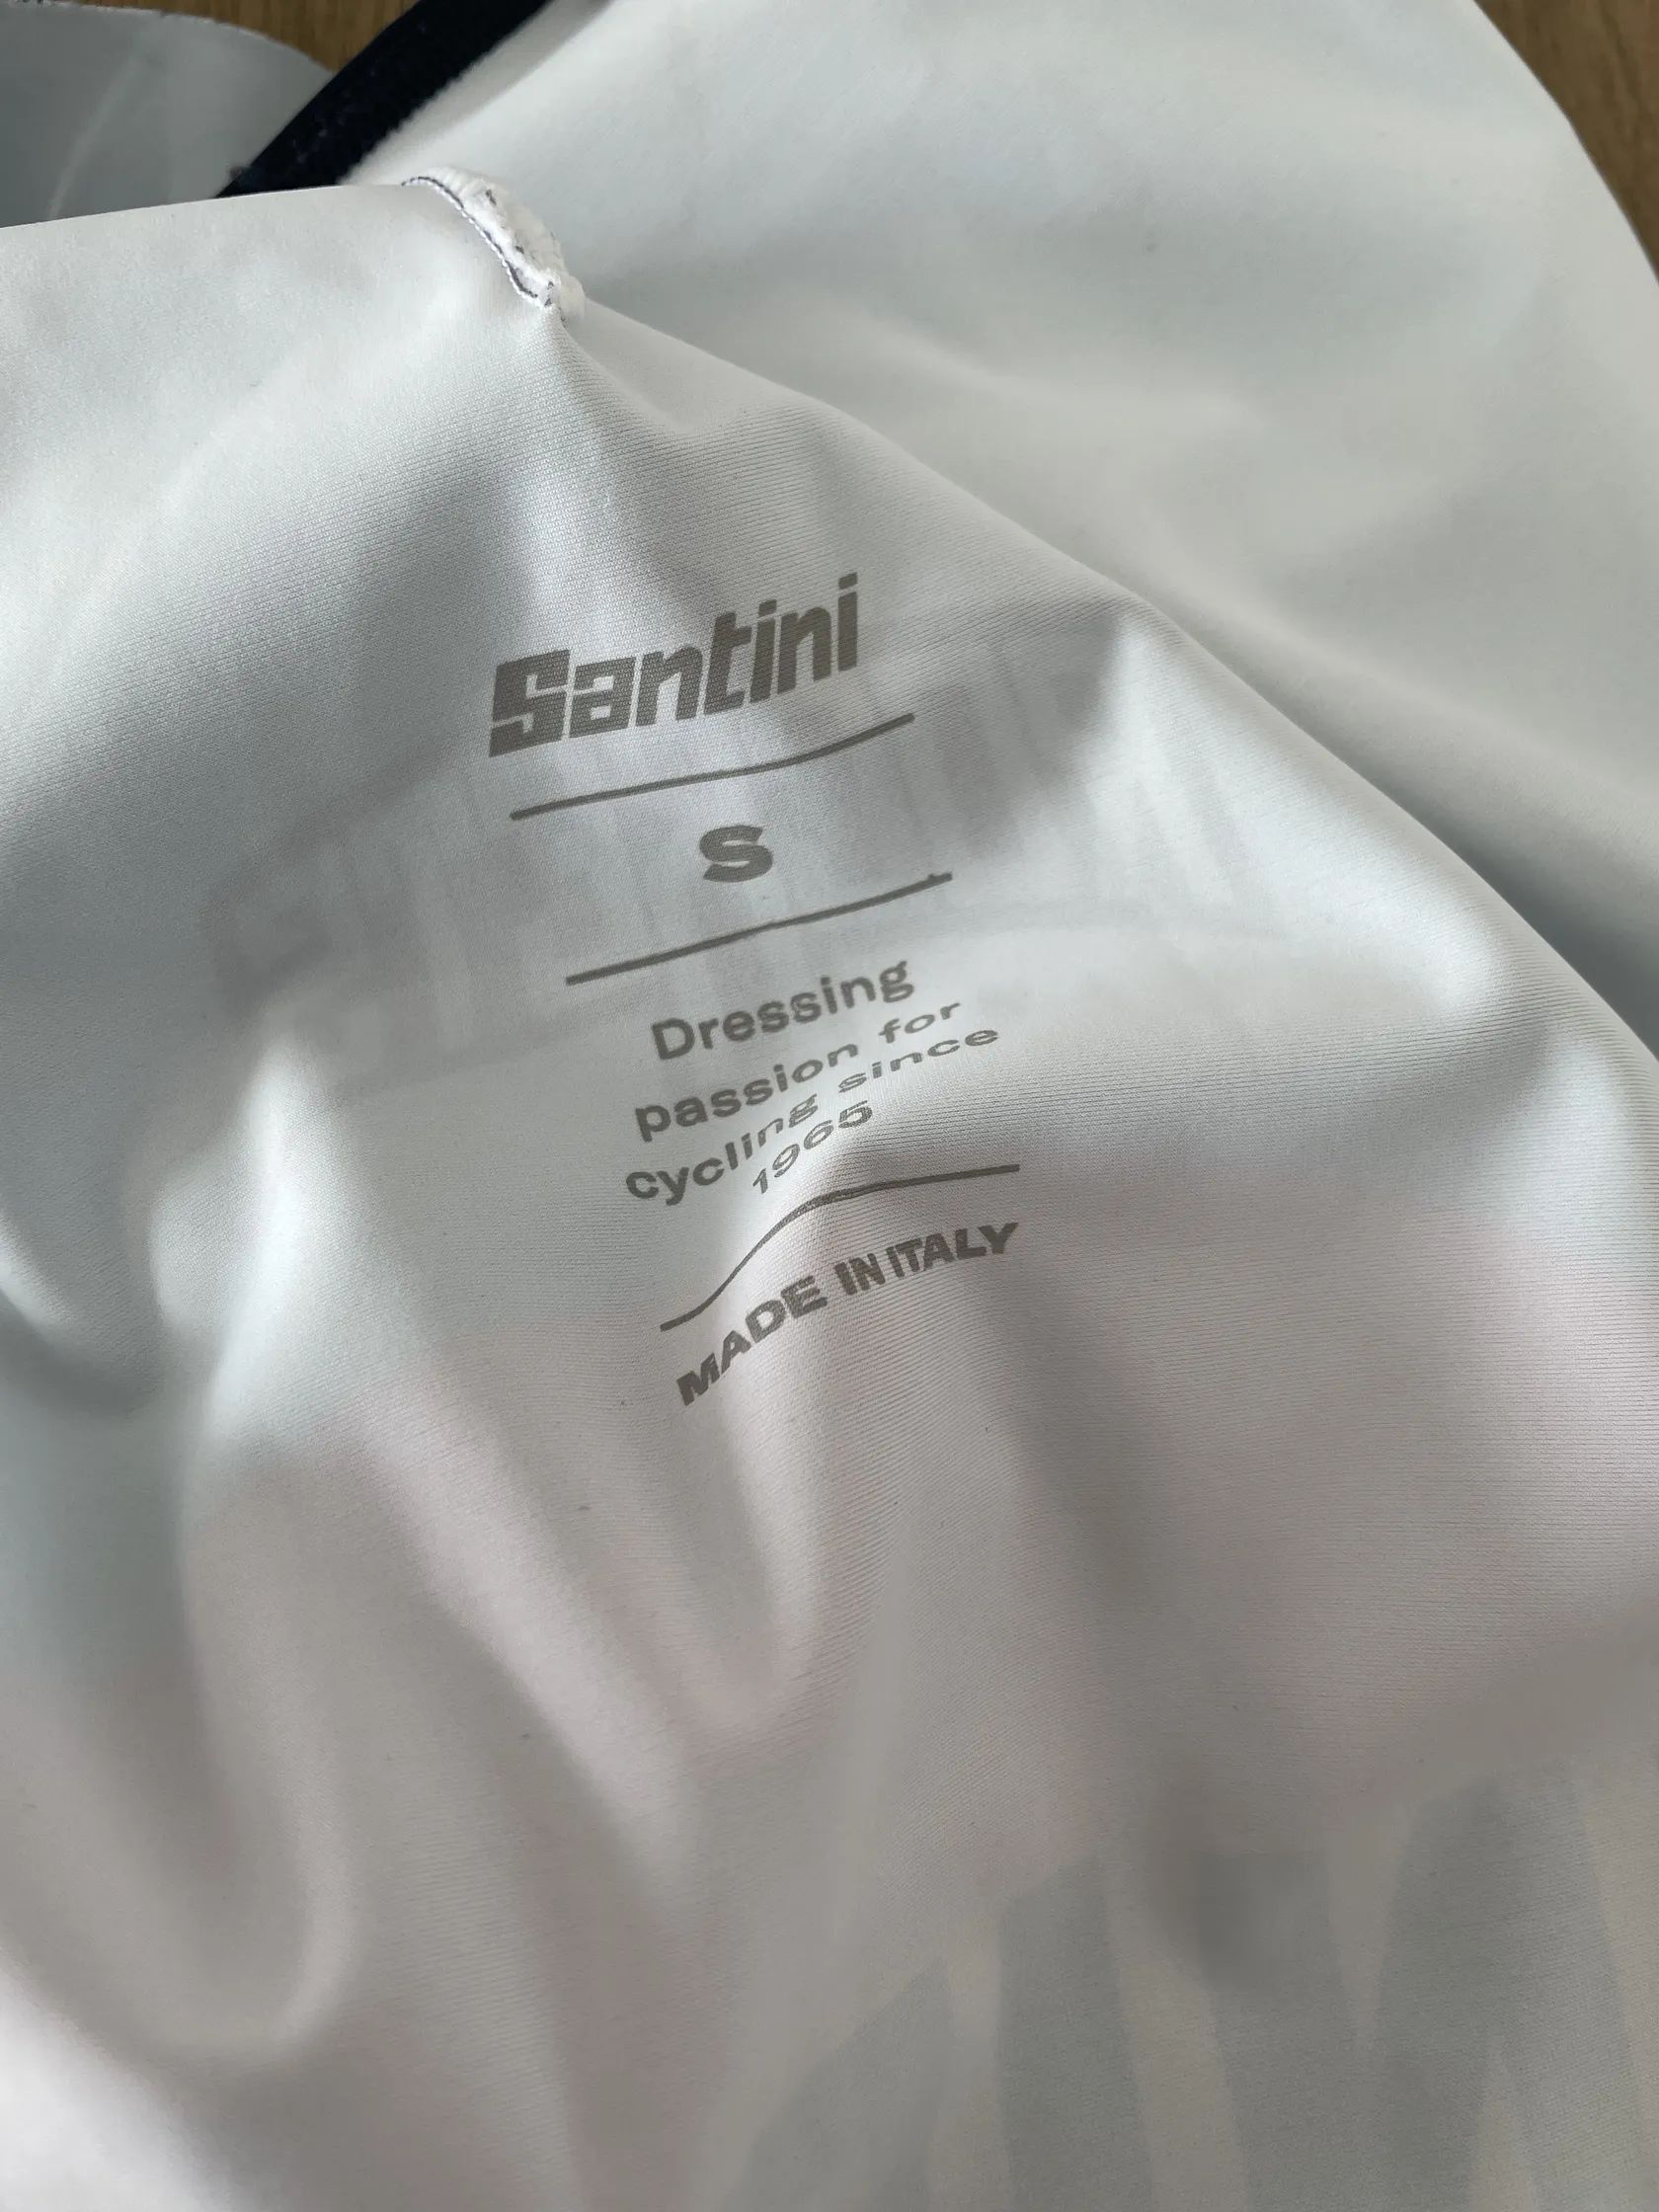 Santini
S
Dressing
passion for
cycling since
1965
MADE IN ITALY